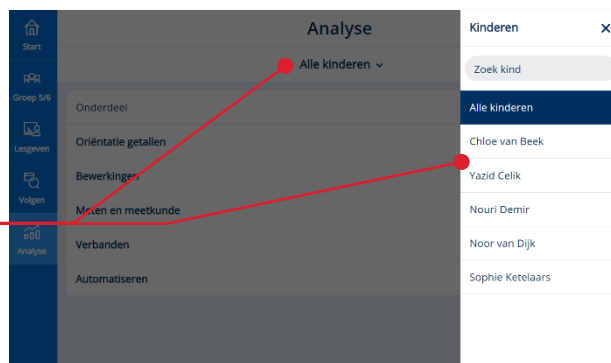 Start
Groep 5/6
Lesgeven
Volgen
Analyse
Analyse
Alle kinderen
Onderdeel
Oriëntatie getallen
Bewerkingen
Meten en meetkunde
Verbanden
Automatiseren
Kinderen
Zoek kind
Alle kinderen
Chloe van Beek
Yazid Celik
Nouri Demir
Noor van Dijk
Sophie Ketelaars